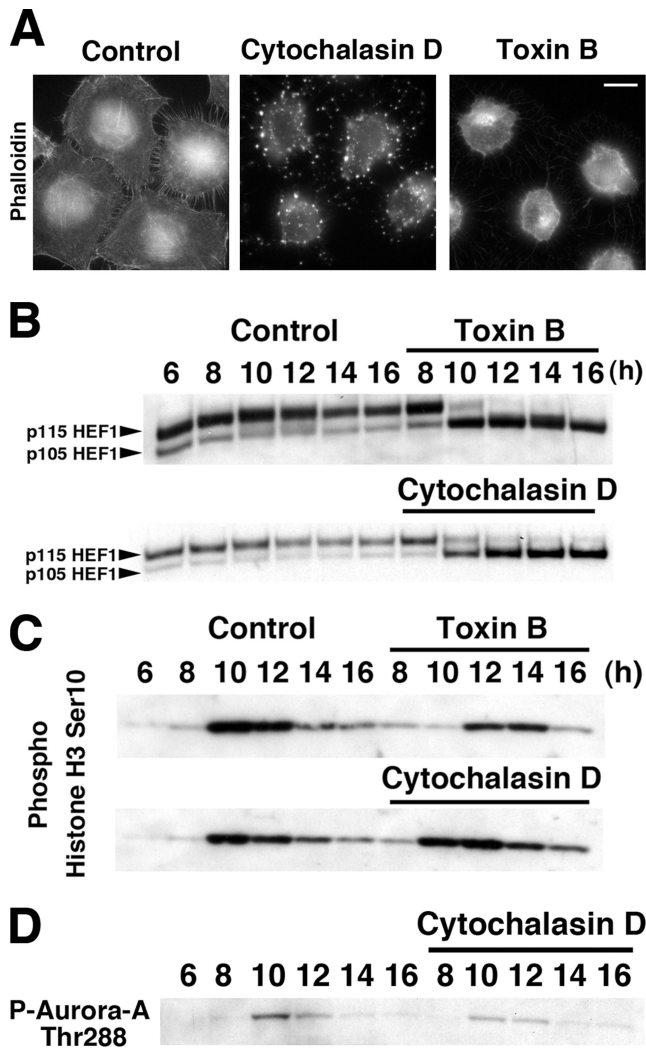 A
Control Cytochalasin D Toxin B
Phalloidin
B
Control Toxin B
6 8 10 12 14 16 8 10 12 14 16 (h)
p115 HEF1
p105 HEF1
Cytochalasin D
p115 HEF1
p105 HEF1
C
Control Toxin B
6 8 10 12 14 16 8 10 12 14 16 (h)
Phospho
Histone H3 Ser10
Cytochalasin D
D
Cytochalasin D
6 8 10 12 14 16 8 10 12 14 16
P-Aurora-A
Thr288